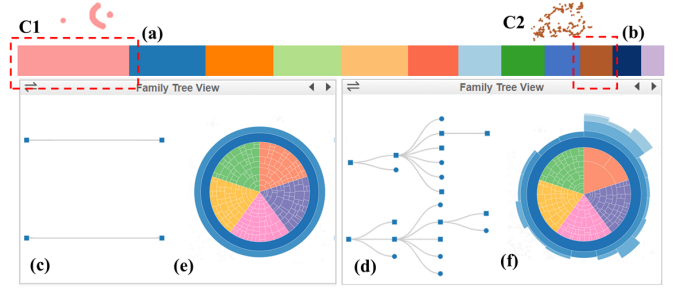 C1
(a)
C2
(b)
Family Tree View
Family Tree View
(c)
(e)
(d)
(f)